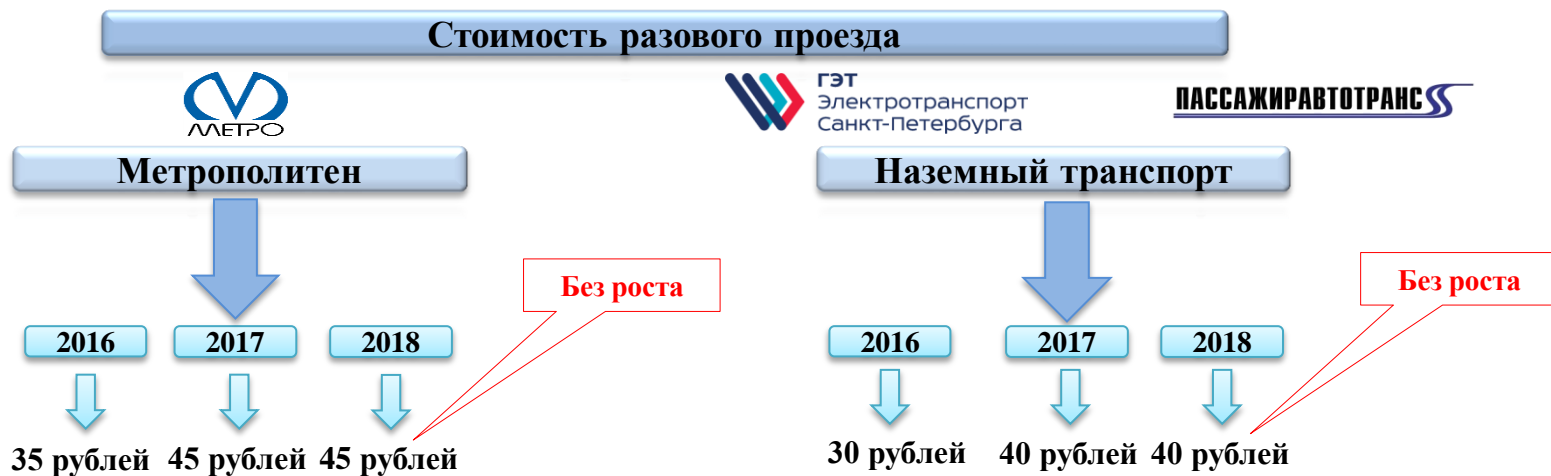 Стоимость разового проезда
МЕТРО
ГЭТ
Электротранспорт
Санкт-Петербурга
ПАССАЖИРАВТОТРАНС
Метрополитен
Наземный транспорт
Без роста
Без роста
2016 2017 2018
2016 2017 2018
35 рублей 45 рублей 45 рублей
30 рублей 40 рублей 40 рублей